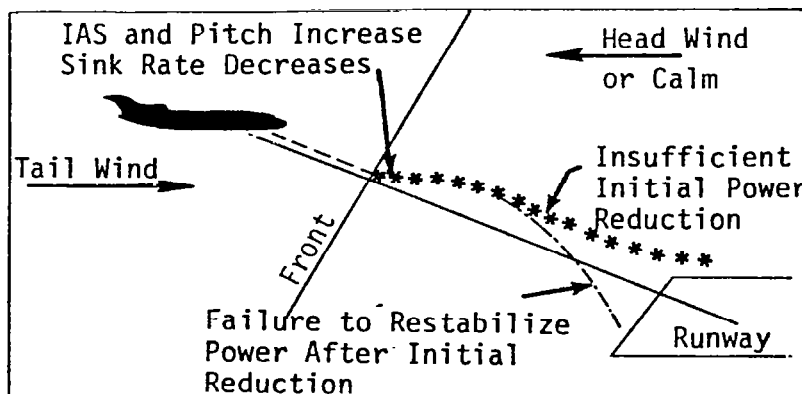 IAS and Pitch Increase
Sink Rate Decreases
Head Wind
or Calm
Tail Wind
Insufficient
Initial Power
Reduction
Front
Failure to Restabilize
Power After Initial
Reduction
Runway